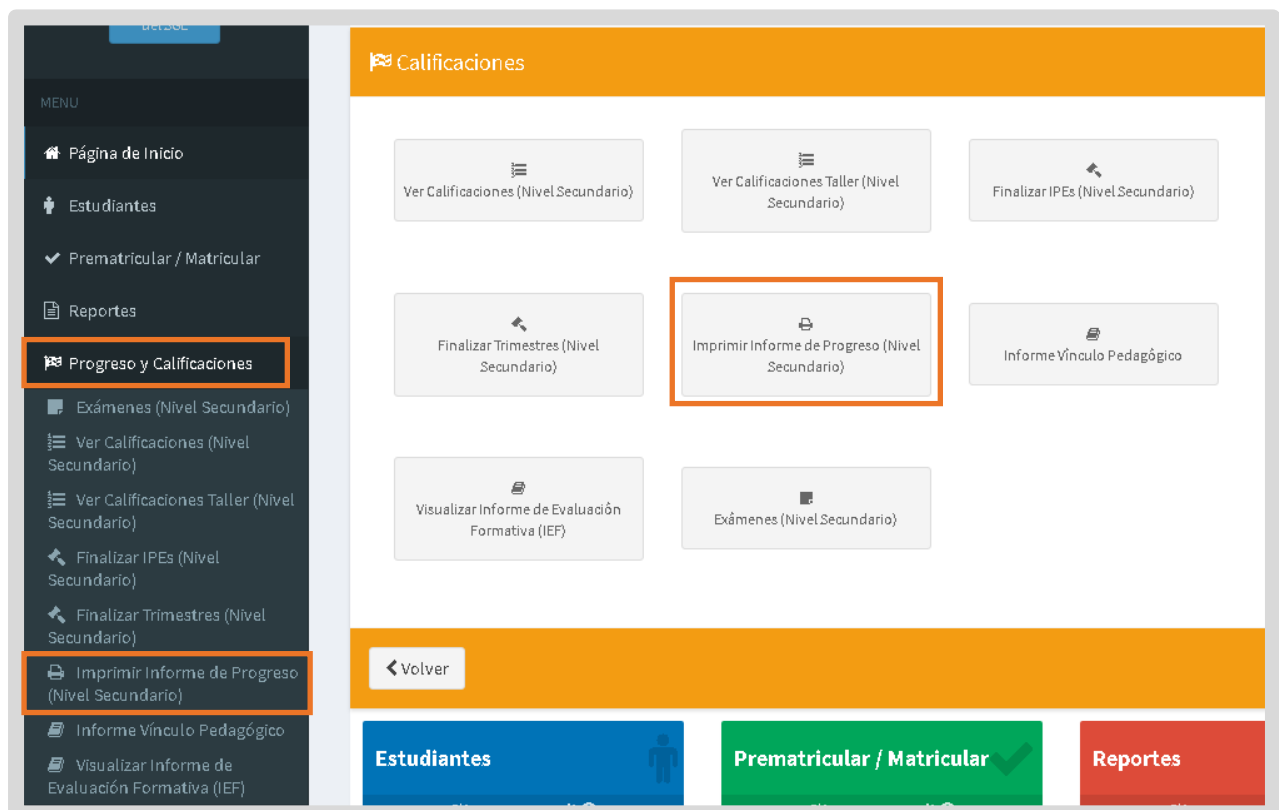 del SGE
MENU
Página de Inicio
Estudiantes
Prematricular / Matricular
Reportes
Progreso y Calificaciones
Exámenes (Nivel Secundario)
Ver Calificaciones (Nivel
Secundario)
Ver Calificaciones Taller (Nivel
Secundario)
Finalizar IPEs (Nivel
Secundario)
Finalizar Trimestres (Nivel
Secundario)
Imprimir Informe de Progreso
(Nivel Secundario)
Informe Vínculo Pedagógico
Visualizar Informe de
Evaluación Formativa (IEF)
Calificaciones
Ver Calificaciones (Nivel Secundario)
Ver Calificaciones Taller (Nivel
Secundario)
Finalizar IPEs (Nivel Secundario)
Finalizar Trimestres (Nivel
Secundario)
Imprimir Informe de Progreso (Nivel
Secundario)
Informe Vínculo Pedagógico
Visualizar Informe de Evaluación
Formativa (IEF)
Exámenes (Nivel Secundario)
Volver
Estudiantes
Prematricular / Matricular
Reportes